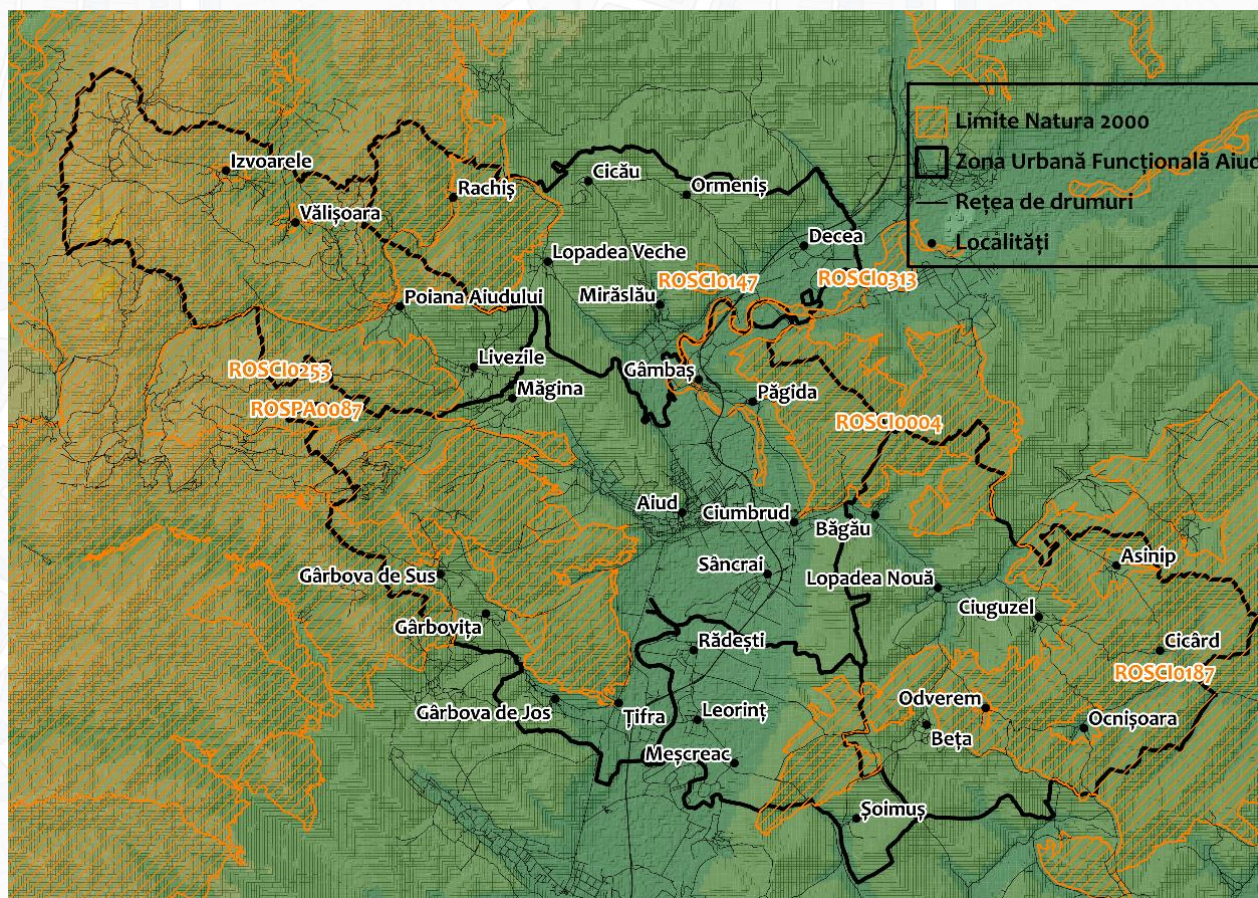 Limite Natura 2000
Zona Urbană Funcțională Aiud
Rețea de drumuri
Localități
Izvoarele
Rachiș
Cicău
Ormeniș
Vălișoara
Decea
Lopadea Veche
ROSCI0147
ROSCI0313
Poiana Aiudului
Mirăslău
Livezile
ROSCI0253
Gâmbaș
Măgina
Păgida
ROSPA0087
ROSCI0004
Aiud
Ciumbrud
Băgău
Asinip
Gârbova de Sus
Sâncrai
Lopadea Nouă
Ciuguzel
Gârbovița
Rădești
Cicârd
ROSCI0187
Gârbova de Jos
Țifra
Leorinț
Odverem
Ocnișoara
Beța
Meșcreac
Șoimuș